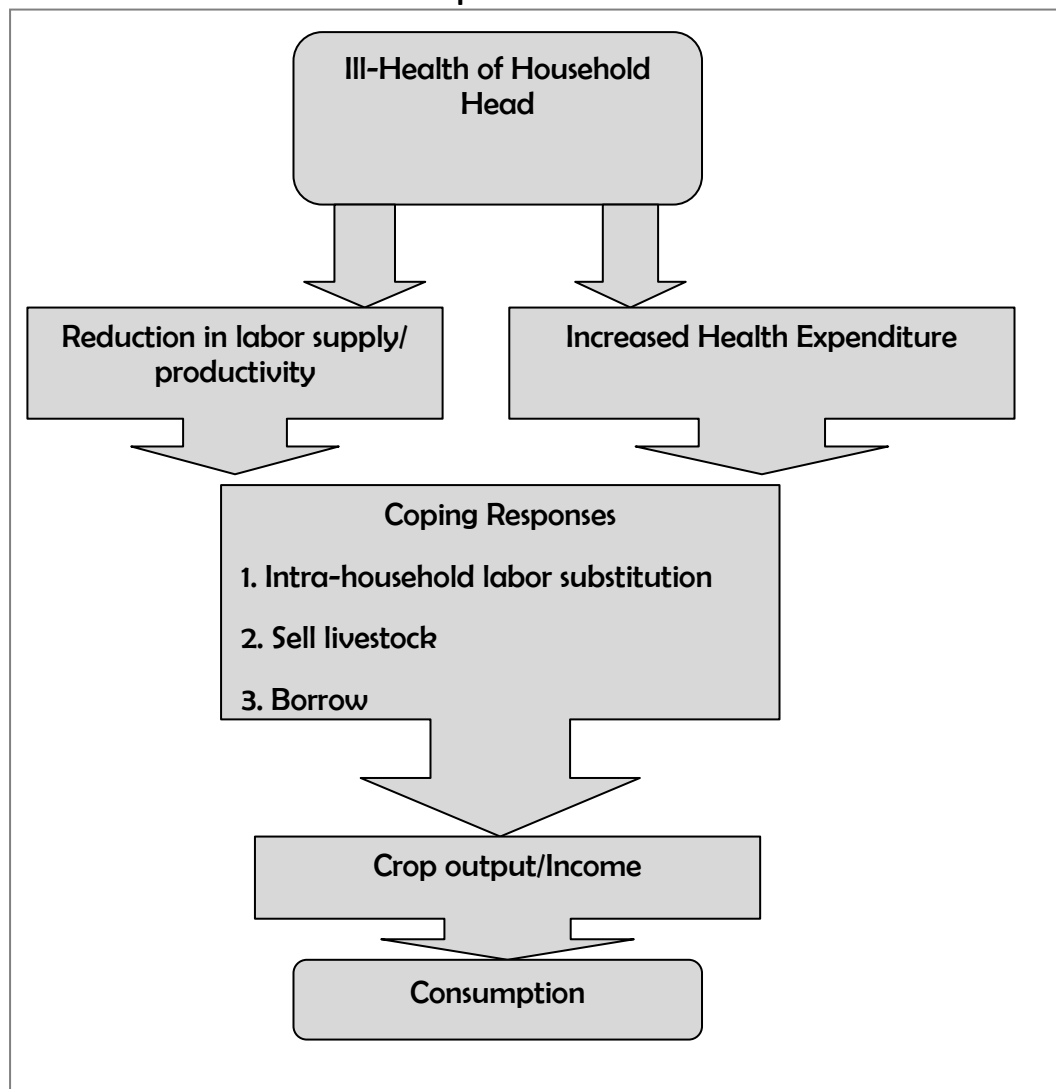 Ill-Health of Household
Head
Reduction in labor supply/
productivity
Increased Health Expenditure
Coping Responses
1. Intra-household labor substitution
2. Sell livestock
3. Borrow
Crop output/Income
Consumption